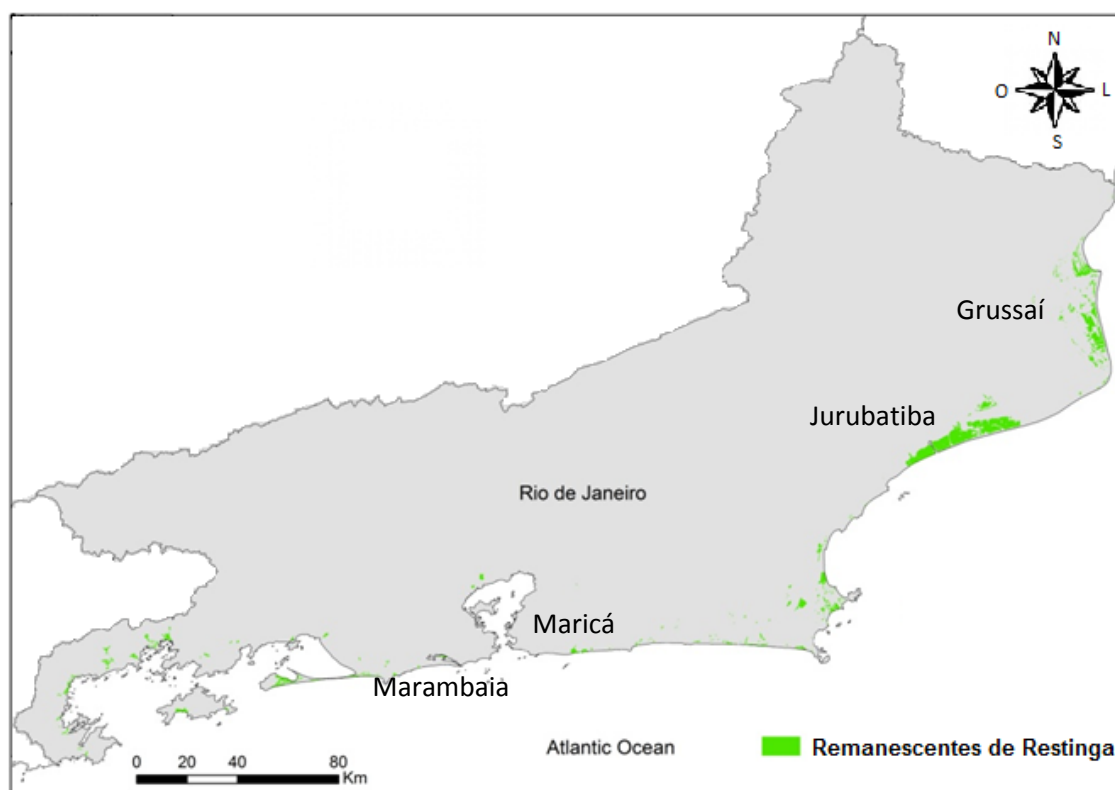 N
O
L
S
Grussaí
Jurubatiba
Rio de Janeiro
Maricá
Marambaia
Atlantic Ocean
Remanescentes de Restinga
0 20 40 80
Km